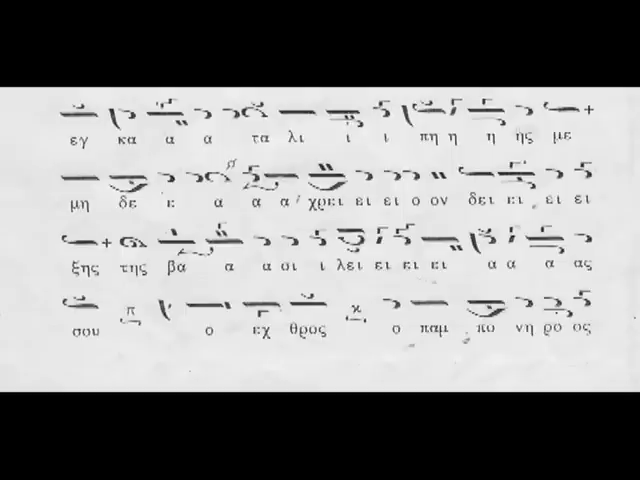 εγ κα α α τα λι ι ι πη η η ης με
μη δε ε α α α χρει ει ει ο ον δει ει ει ει
ξης της βα α α σι ι λει ει ει ει α α α ας
σου π ο εχ θρος κ ο παμ πο νη ρο ος